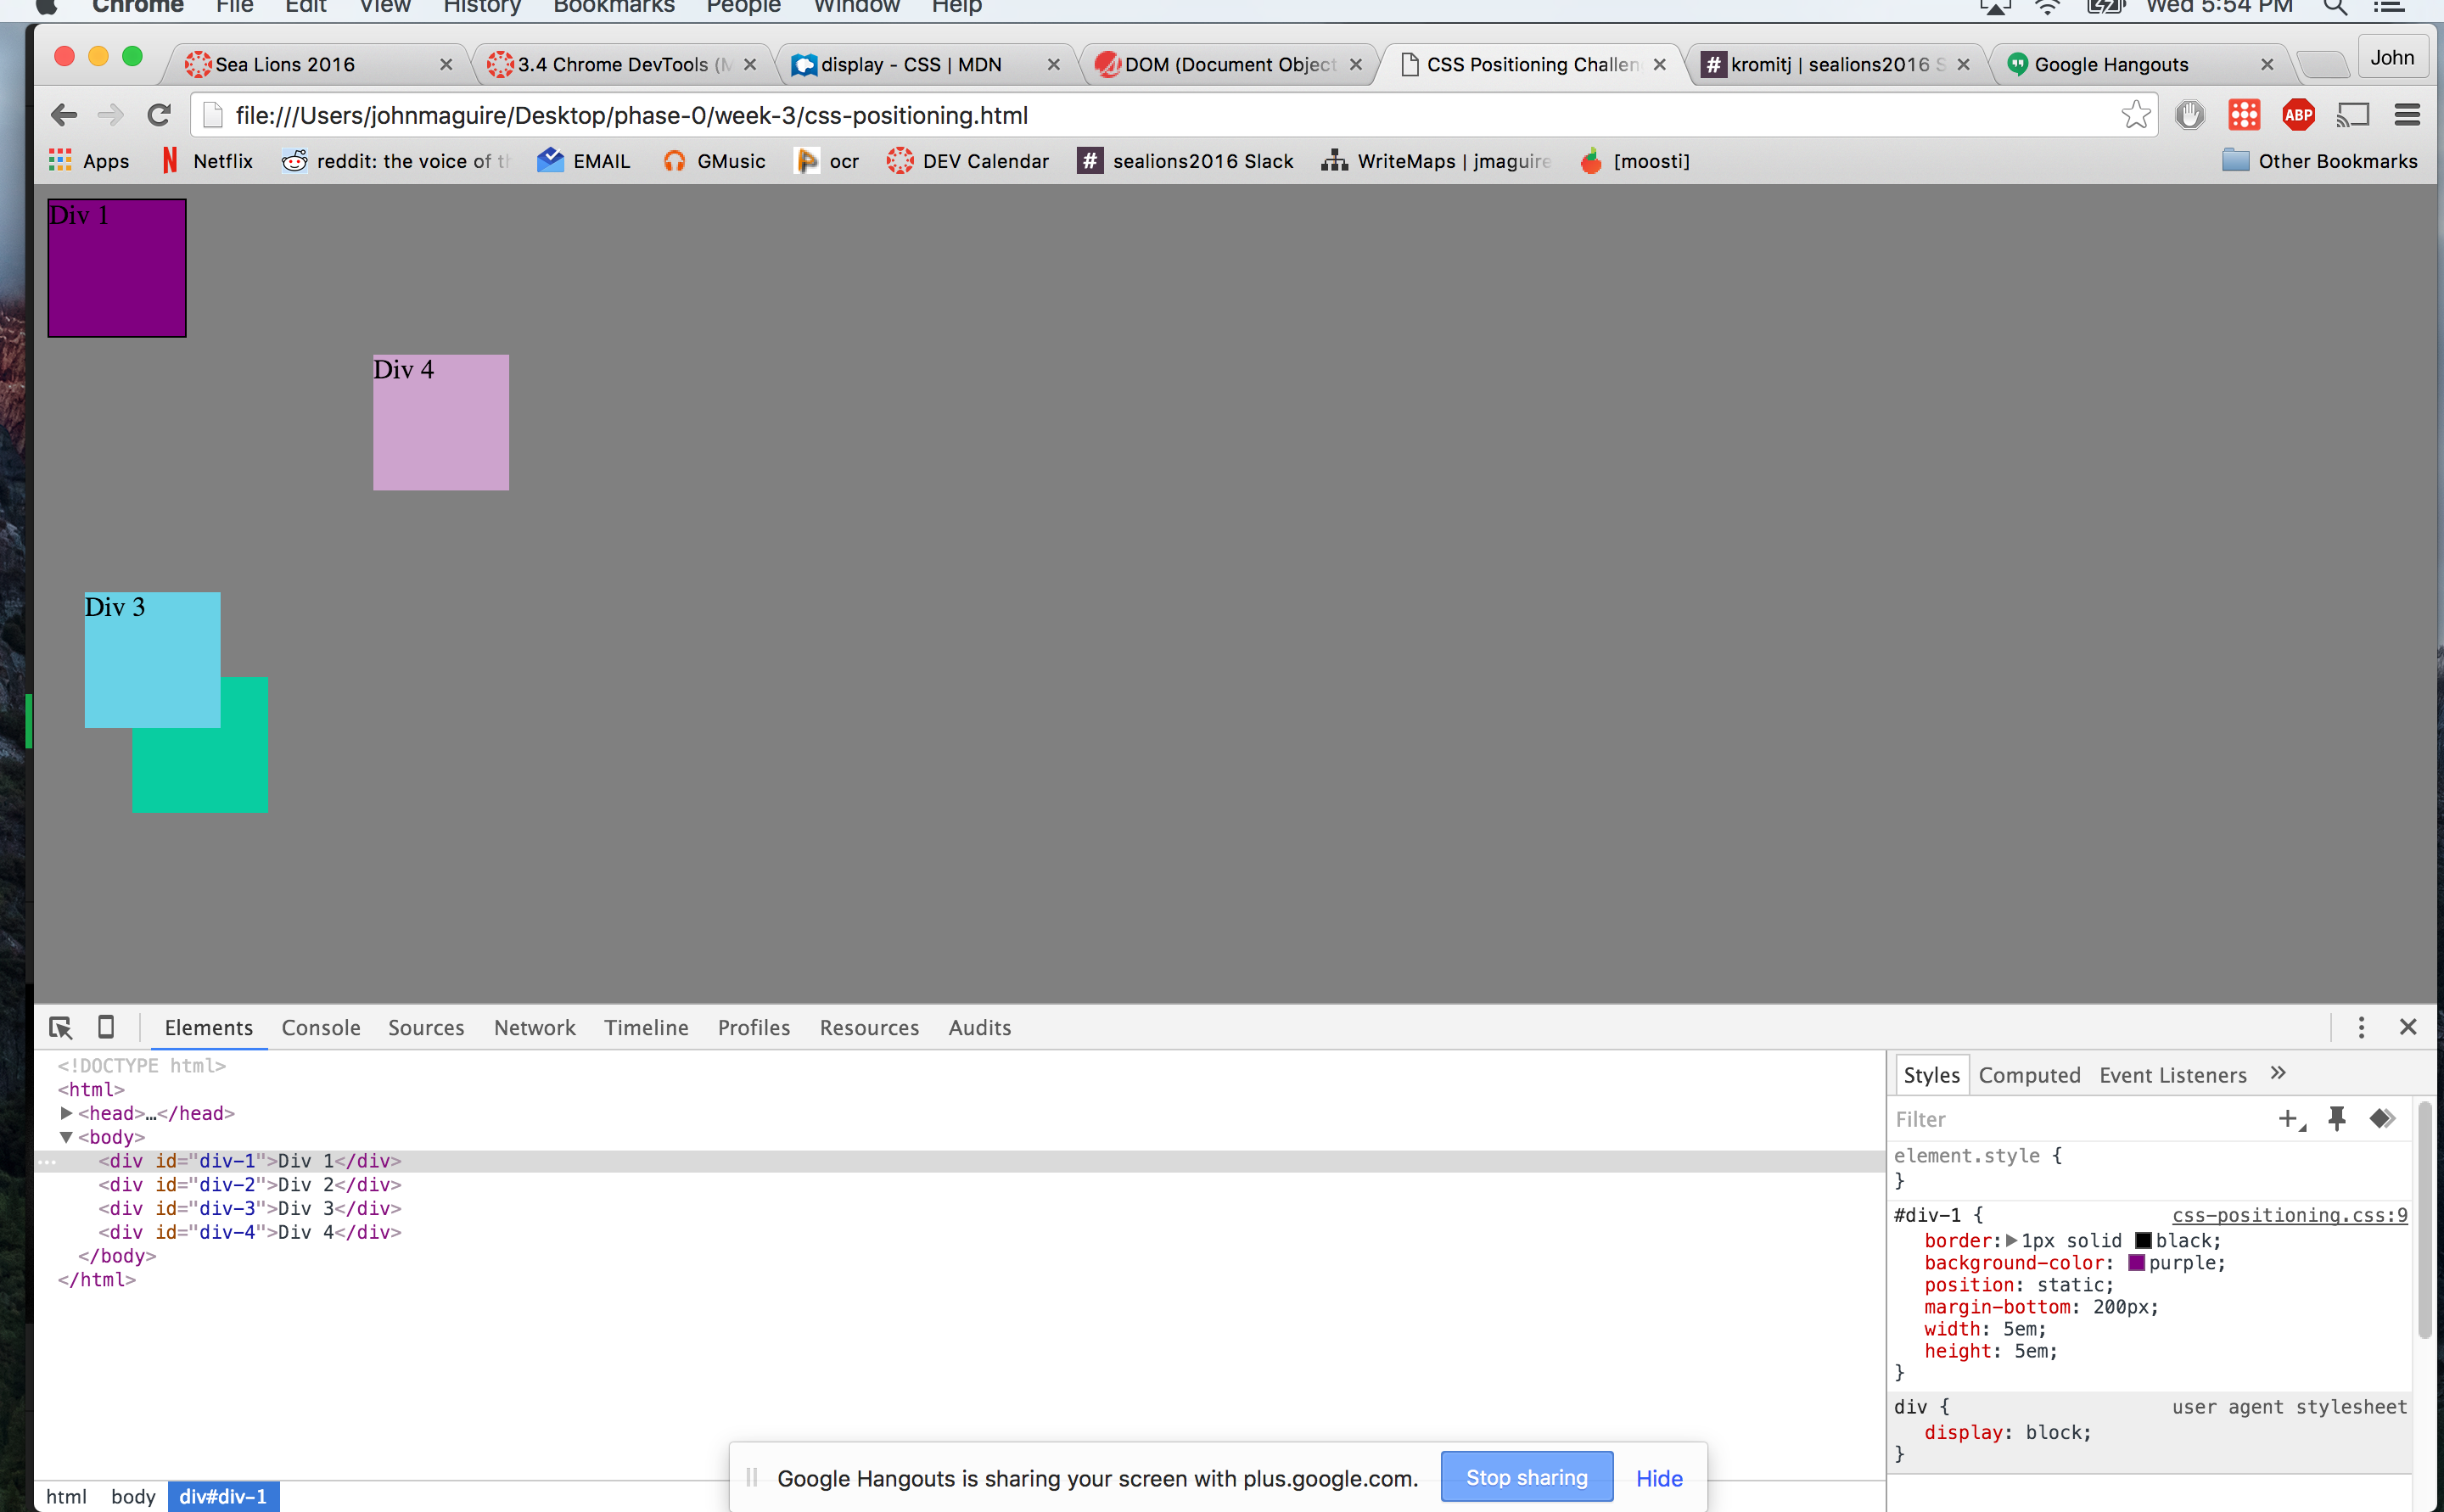 Chrome File Edit View History Bookmarks People Window Help Wed 5:54 PM
Sea Lions 2016 3.4 Chrome DevTools (M display - CSS | MDN DOM (Document Object CSS Positioning Challen # kromitj | sealions2016 S Google Hangouts John
file:///Users/johnmaguire/Desktop/phase-0/week-3/css-positioning.html ABP
Apps N Netflix reddit: the voice of th EMAIL GMusic ocr DEV Calendar # sealions2016 Slack WriteMaps | jmaguire [moosti] Other Bookmarks
Div 1
Div 4
Div 3
Elements Console Sources Network Timeline Profiles Resources Audits
<!DOCTYPE html>
<html>
<head>…</head>
<body>
<div id="div-1">Div 1</div>
<div id="div-2">Div 2</div>
<div id="div-3">Div 3</div>
<div id="div-4">Div 4</div>
</body>
</html>
html body div#div-1
Styles Computed Event Listeners »
Filter
element.style {
}
#div-1 { css-positioning.css:9
border: 1px solid black;
background-color: purple;
position: static;
margin-bottom: 200px;
width: 5em;
height: 5em;
}
div { user agent stylesheet
display: block;
}
Google Hangouts is sharing your screen with plus.google.com. Stop sharing Hide